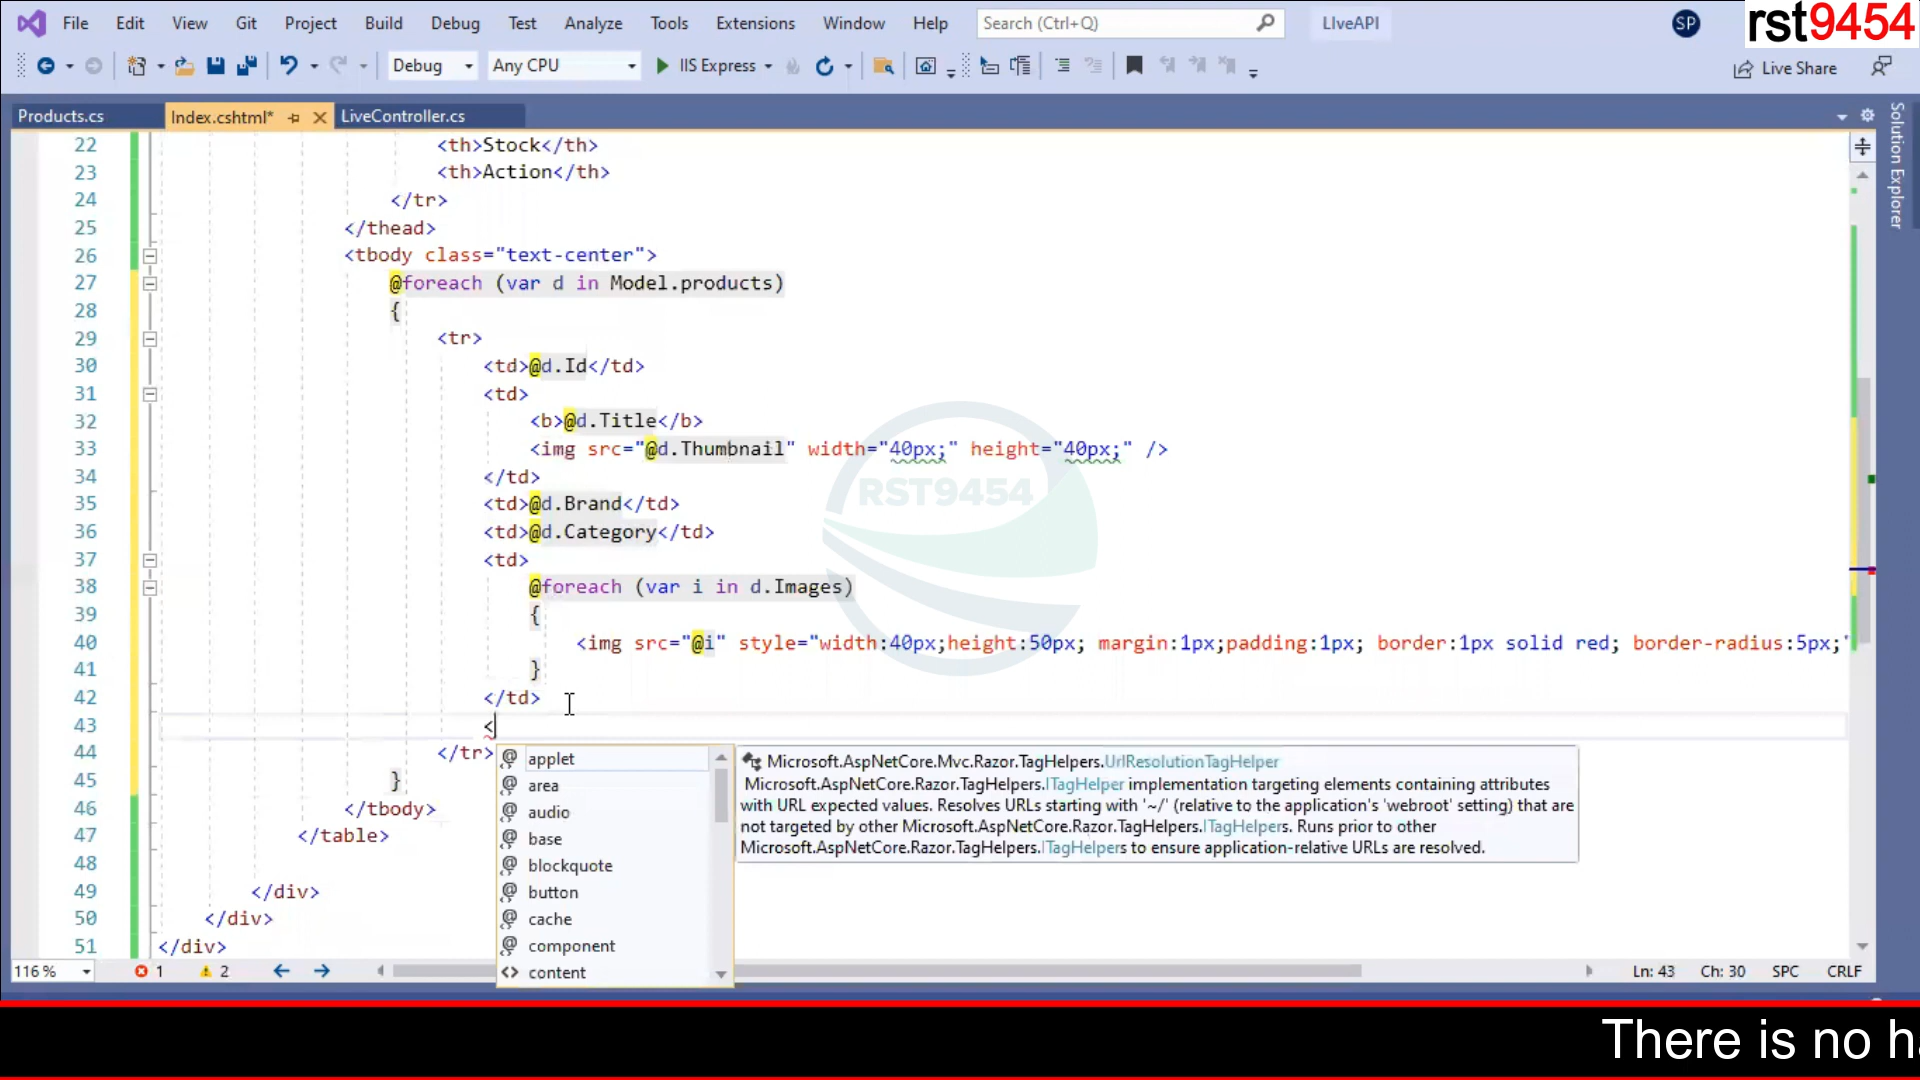 File Edit View Git Project Build Debug Test Analyze Tools Extensions Window Help Search (Ctrl+Q) LIveAPI SP rst9454
Debug Any CPU IIS Express Live Share
Products.cs Index.cshtml* LiveController.cs
Solution Explorer
22 <th>Stock</th>
23 <th>Action</th>
24 </tr>
25 </thead>
26 <tbody class="text-center">
27 @foreach (var d in Model.products)
28 {
29 <tr>
30 <td>@d.Id</td>
31 <td>
32 <b>@d.Title</b>
33 <img src="@d.Thumbnail" width="40px;" height="40px;" />
34 </td>
RST9454
35 <td>@d.Brand</td>
36 <td>@d.Category</td>
37 <td>
38 @foreach (var i in d.Images)
39 {
40 <img src="@i" style="width:40px;height:50px; margin:1px;padding:1px; border:1px solid red; border-radius:5px;"
41 }
42 </td>
43 <
44 </tr>
45 }
46 </tbody>
47 </table>
48
49 </div>
50 </div>
51 </div>
applet
area
audio
base
blockquote
button
cache
component
content
Microsoft.AspNetCore.Mvc.Razor.TagHelpers.UrlResolutionTagHelper
Microsoft.AspNetCore.Razor.TagHelpers.ITagHelper implementation targeting elements containing attributes
with URL expected values. Resolves URLs starting with '~/' (relative to the application's 'webroot' setting) that are
not targeted by other Microsoft.AspNetCore.Razor.TagHelpers.ITagHelpers. Runs prior to other
Microsoft.AspNetCore.Razor.TagHelpers.ITagHelpers to ensure application-relative URLs are resolved.
116 % 1 2 Ln: 43 Ch: 30 SPC CRLF
There is no h